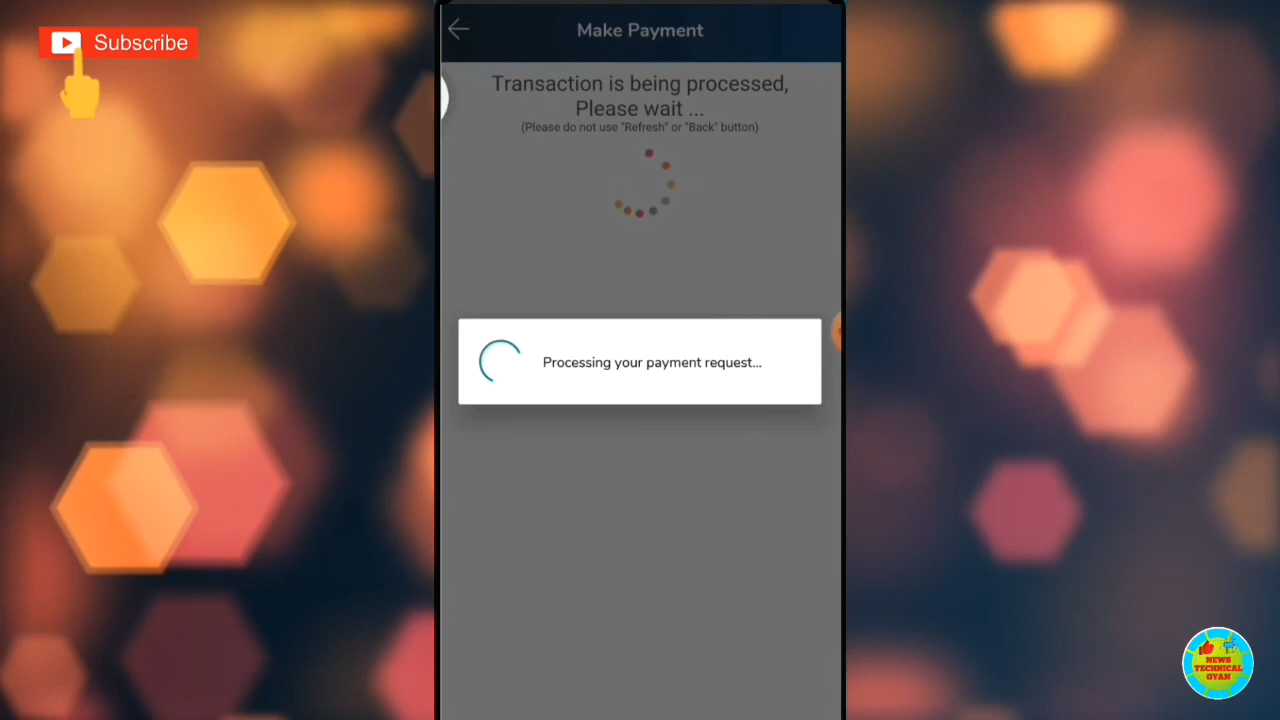 Subscribe
Make Payment
Transaction is being processed,
Please wait ...
(Please do not use "Refresh" or "Back" button)
Processing your payment request...
NEWS
TECHNICAL
GYAN